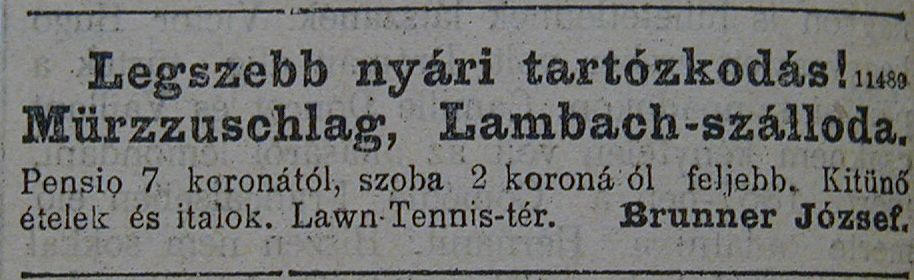 Legszebb nyári tartózkodás! 11489
Mürzzuschlag, Lambach-szálloda.
Pensio 7 koronától, szoba 2 koroná ól feljebb. Kitünő
ételek és italok. Lawn-Tennis-tér. Brunner József.